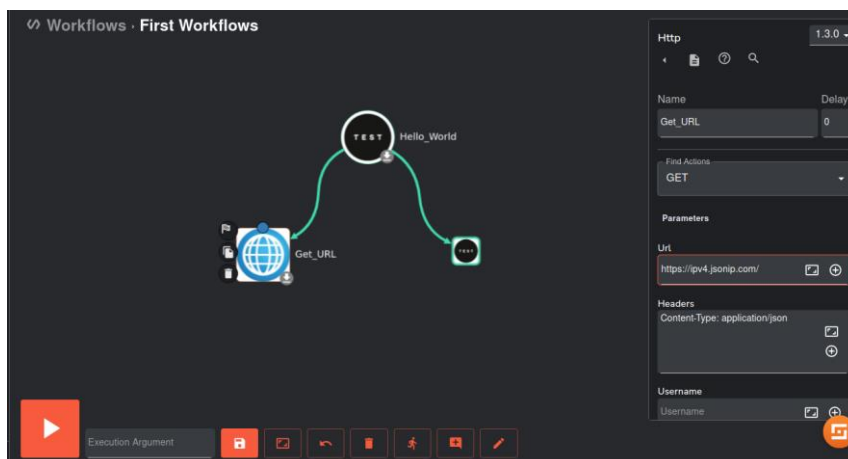 Workflows · First Workflows
TEST
Hello_World
Get_URL
TEST
Http
1.3.0
Name
Delay
Get_URL
0
Find Actions
GET
Parameters
Url
https://ipv4.jsonip.com/
Headers
Content-Type: application/json
Username
Username
Execution Argument